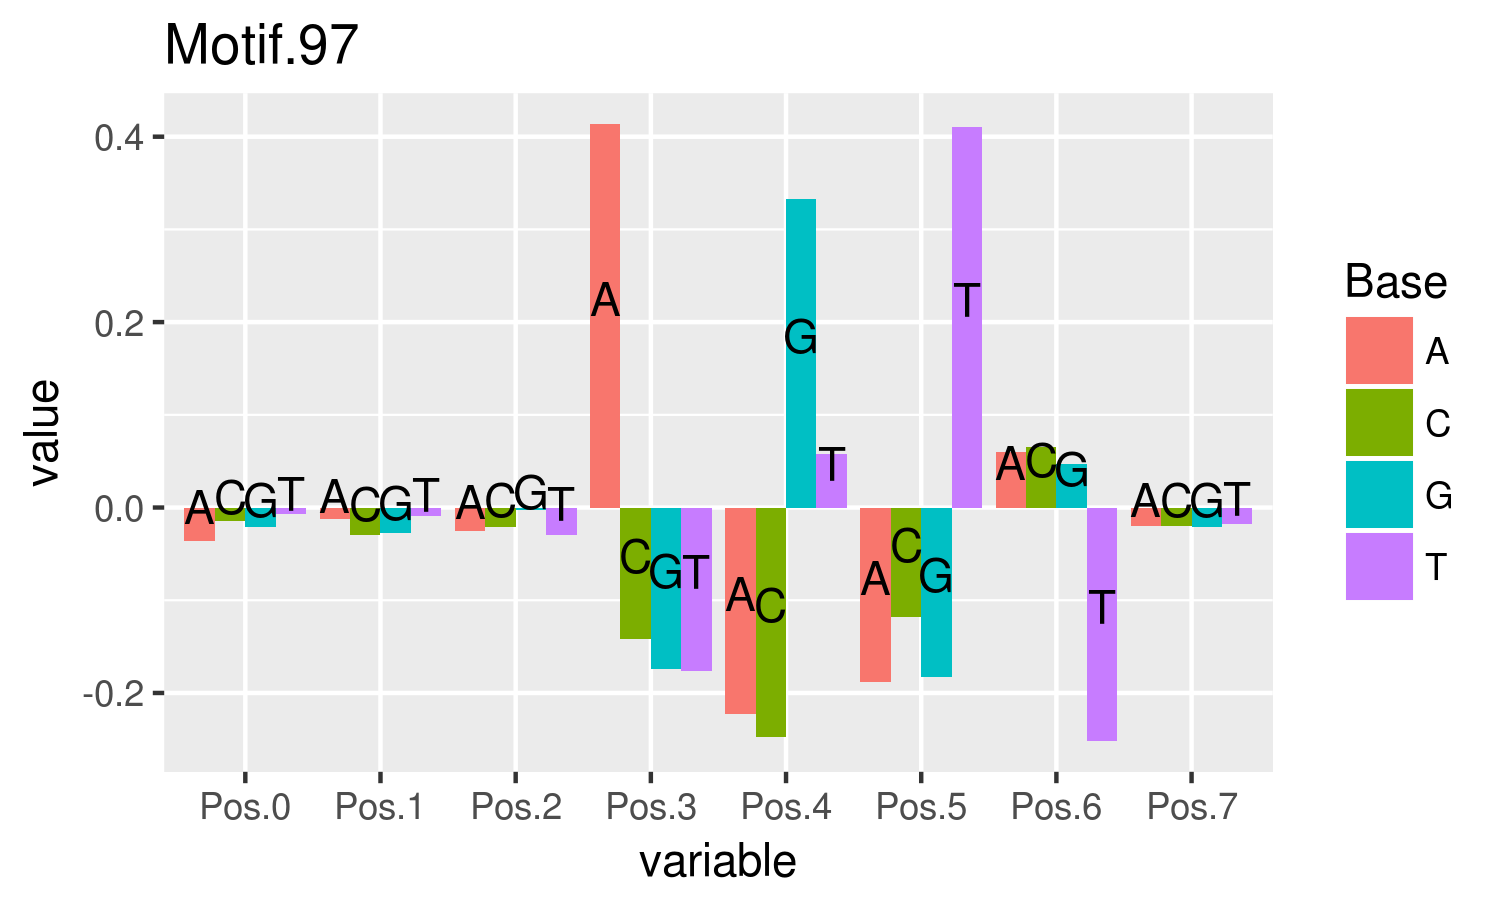 Motif.97
value
0.4
0.2
0.0
-0.2
A C G T A C G T A C G T A C G T A C G T A C G T A C G T A C G T
Pos.0 Pos.1 Pos.2 Pos.3 Pos.4 Pos.5 Pos.6 Pos.7
variable
Base
A
C
G
T